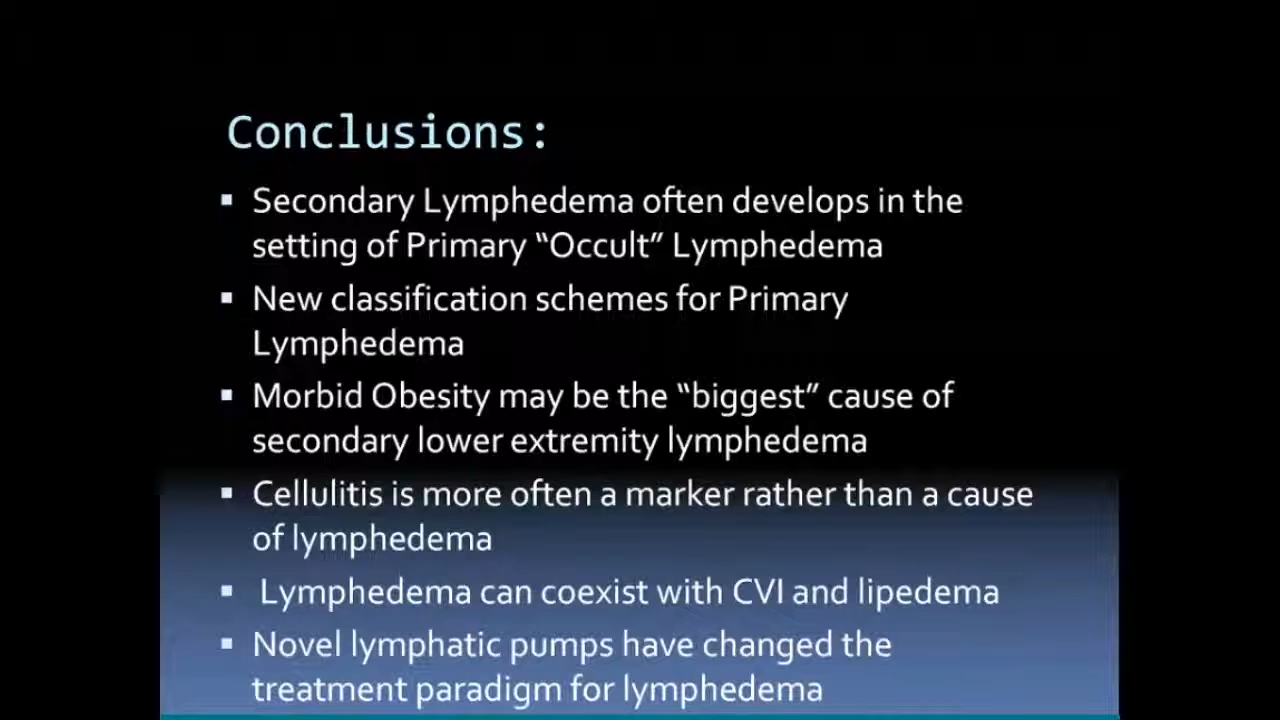 Conclusions:
▪ Secondary Lymphedema often develops in the
setting of Primary “Occult” Lymphedema
▪ New classification schemes for Primary
Lymphedema
▪ Morbid Obesity may be the “biggest” cause of
secondary lower extremity lymphedema
▪ Cellulitis is more often a marker rather than a cause
of lymphedema
▪ Lymphedema can coexist with CVI and lipedema
▪ Novel lymphatic pumps have changed the
treatment paradigm for lymphedema